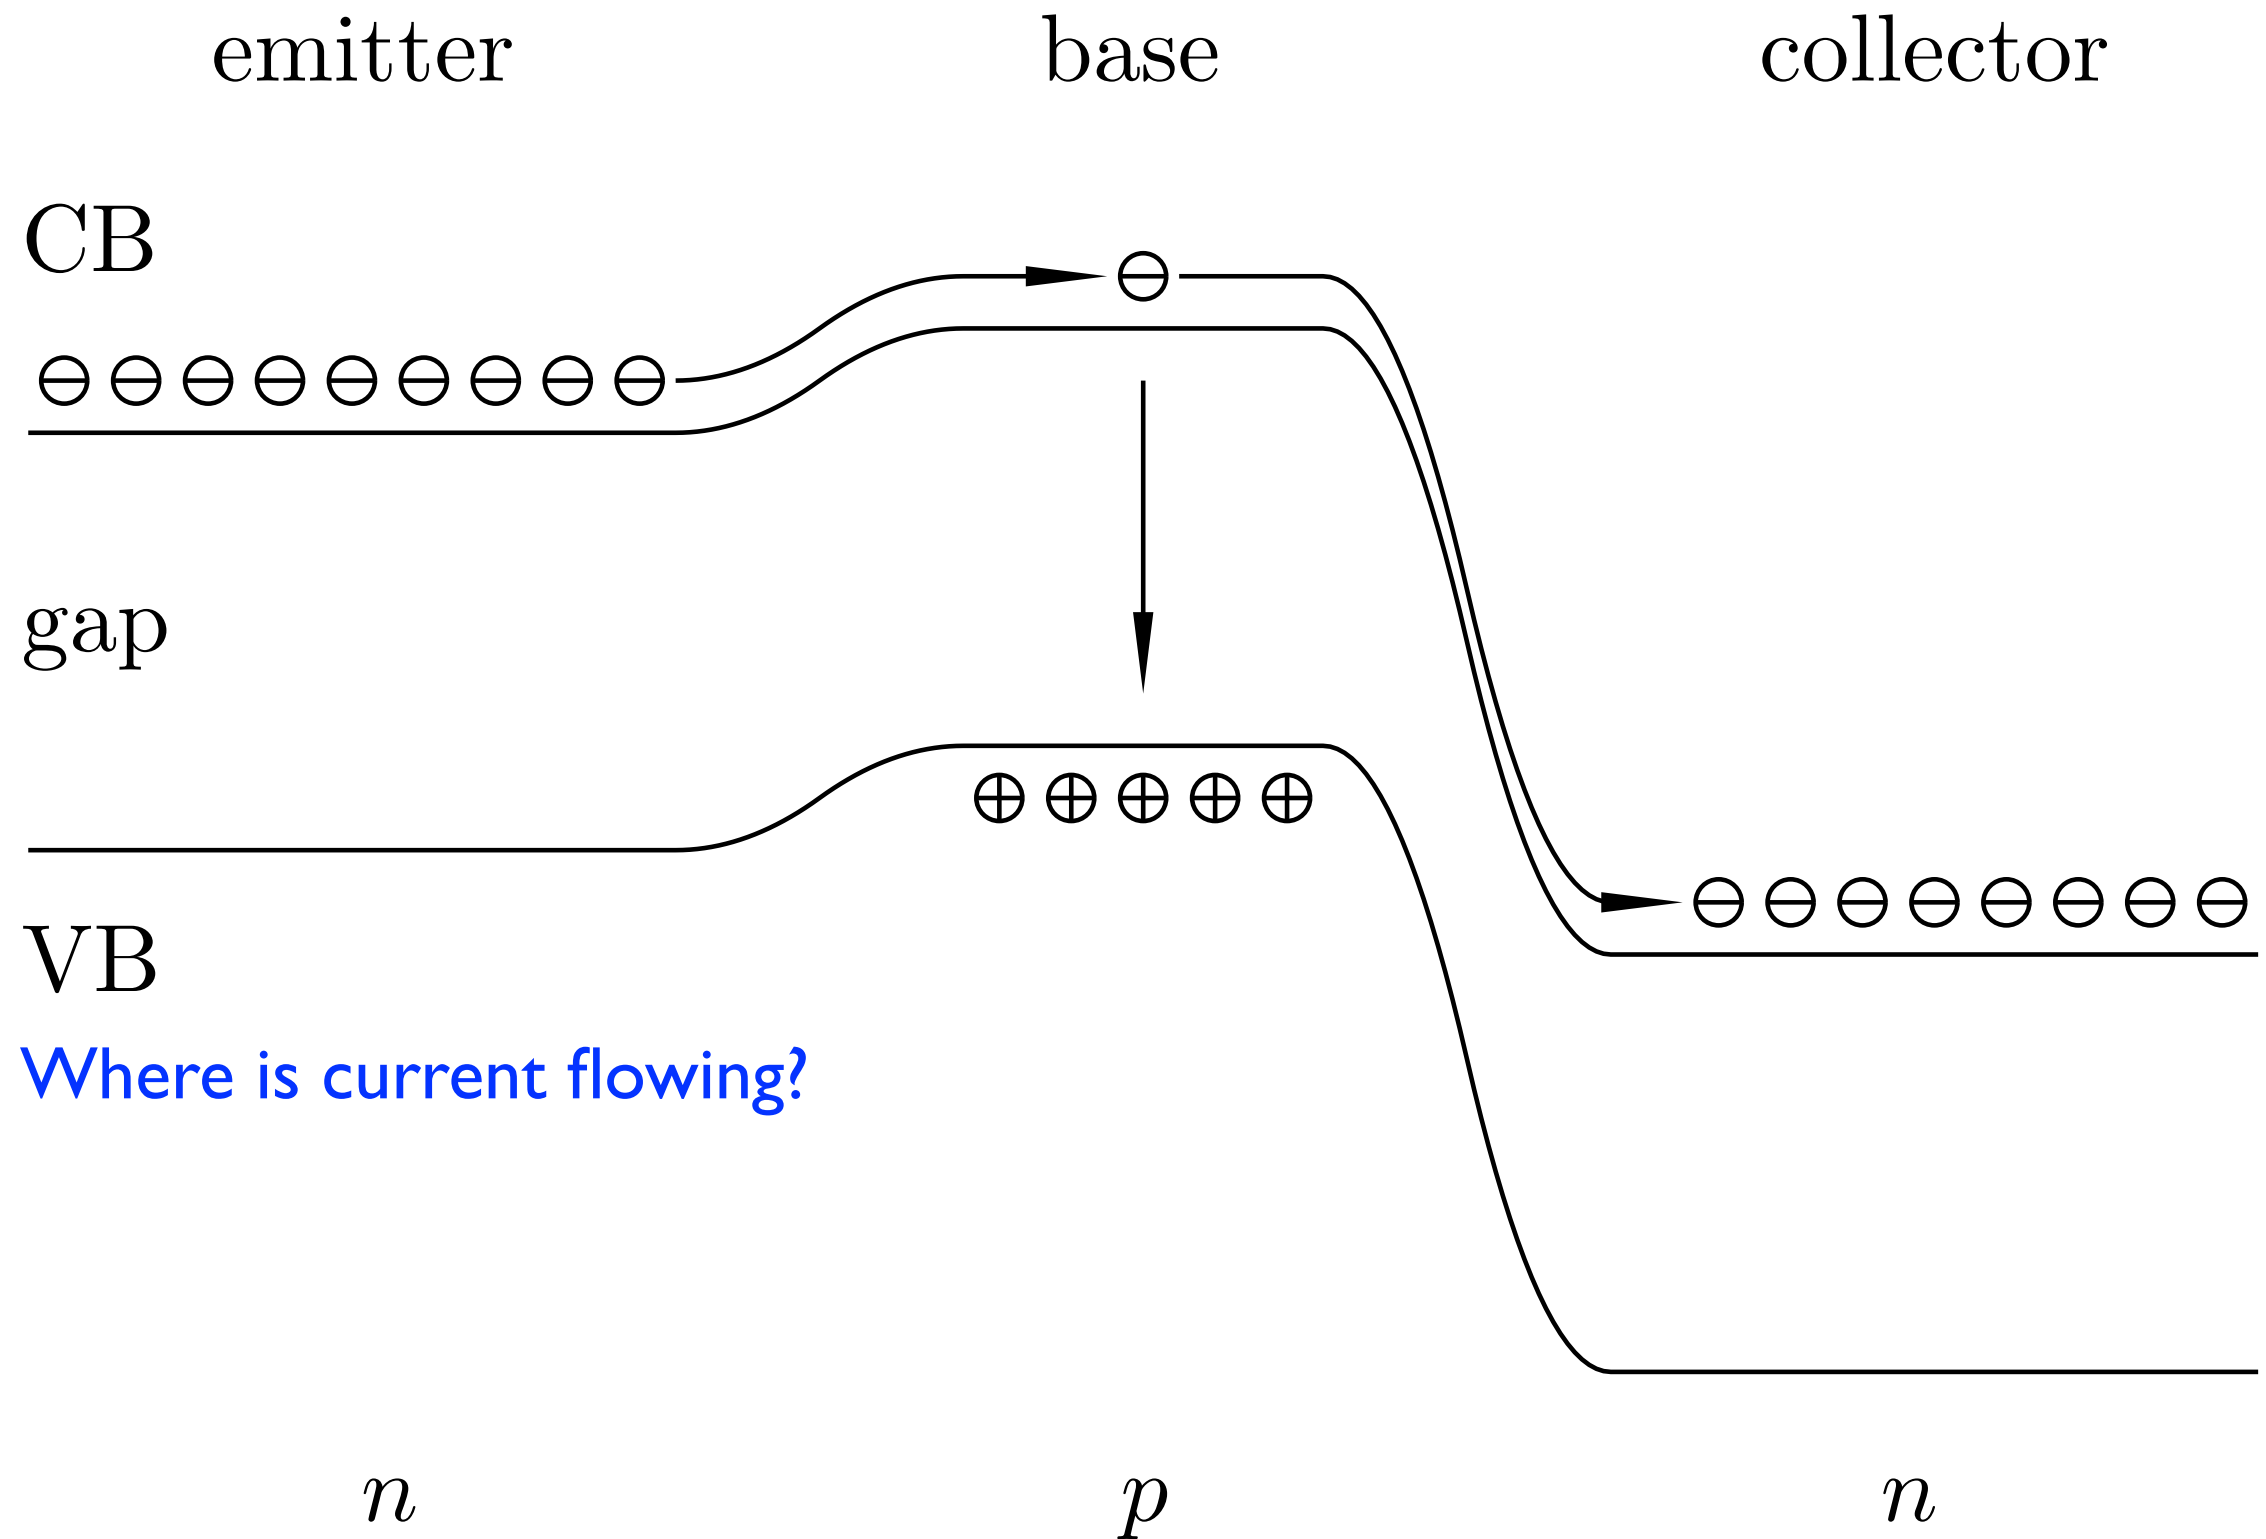 emitter base collector
CB
gap
VB
Where is current flowing?
n p n